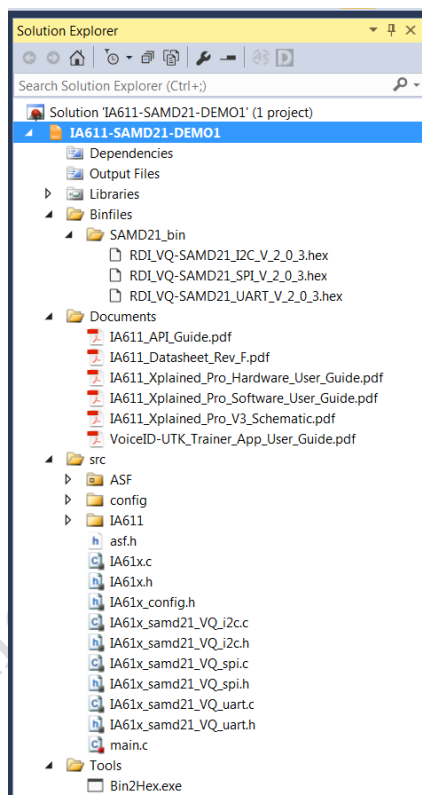 Solution Explorer
Search Solution Explorer (Ctrl+;)
Solution 'IA611-SAMD21-DEMO1' (1 project)
IA611-SAMD21-DEMO1
Dependencies
Output Files
Libraries
Binfiles
SAMD21_bin
RDI_VQ-SAMD21_I2C_V_2_0_3.hex
RDI_VQ-SAMD21_SPI_V_2_0_3.hex
RDI_VQ-SAMD21_UART_V_2_0_3.hex
Documents
IA611_API_Guide.pdf
IA611_Datasheet_Rev_F.pdf
IA611_Xplained_Pro_Hardware_User_Guide.pdf
IA611_Xplained_Pro_Software_User_Guide.pdf
IA611_Xplained_Pro_V3_Schematic.pdf
VoiceID-UTK_Trainer_App_User_Guide.pdf
src
ASF
config
IA611
asf.h
IA61x.c
IA61x.h
IA61x_config.h
IA61x_samd21_VQ_i2c.c
IA61x_samd21_VQ_i2c.h
IA61x_samd21_VQ_spi.c
IA61x_samd21_VQ_spi.h
IA61x_samd21_VQ_uart.c
IA61x_samd21_VQ_uart.h
main.c
Tools
Bin2Hex.exe